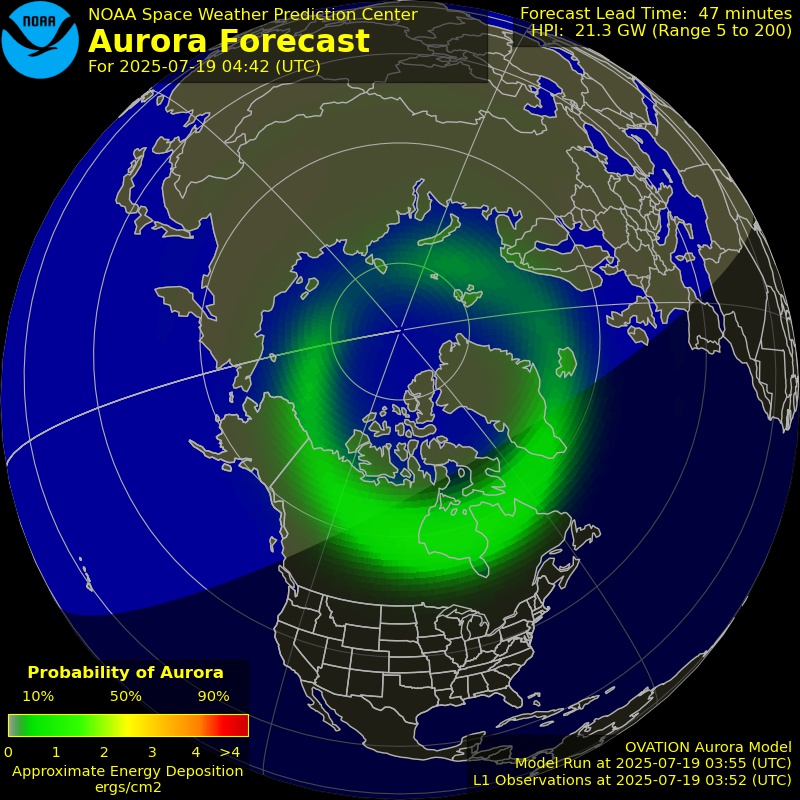 NOAA
NOAA Space Weather Prediction Center
Aurora Forecast
For 2025-07-19 04:42 (UTC)
Forecast Lead Time: 47 minutes
HPI: 21.3 GW (Range 5 to 200)
Probability of Aurora
10% 50% 90%
0 1 2 3 4 >4
Approximate Energy Deposition
ergs/cm2
OVATION Aurora Model
Model Run at 2025-07-19 03:55 (UTC)
L1 Observations at 2025-07-19 03:52 (UTC)